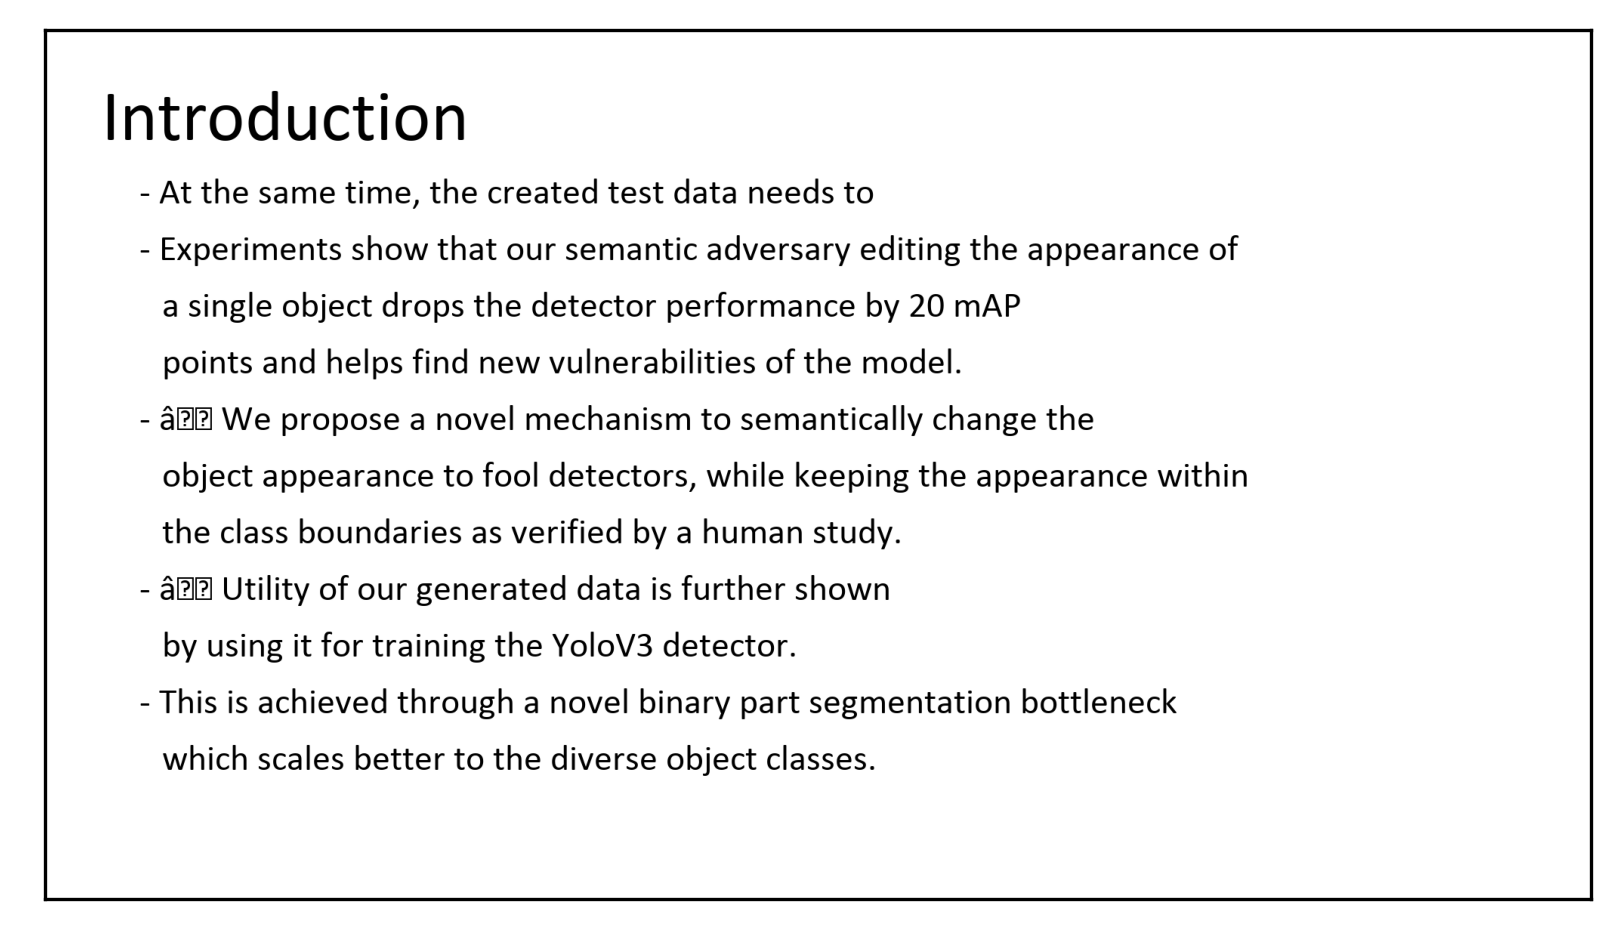 Introduction
- At the same time, the created test data needs to
- Experiments show that our semantic adversary editing the appearance of
a single object drops the detector performance by 20 mAP
points and helps find new vulnerabilities of the model.
- â�� We propose a novel mechanism to semantically change the
object appearance to fool detectors, while keeping the appearance within
the class boundaries as verified by a human study.
- â�� Utility of our generated data is further shown
by using it for training the YoloV3 detector.
- This is achieved through a novel binary part segmentation bottleneck
which scales better to the diverse object classes.